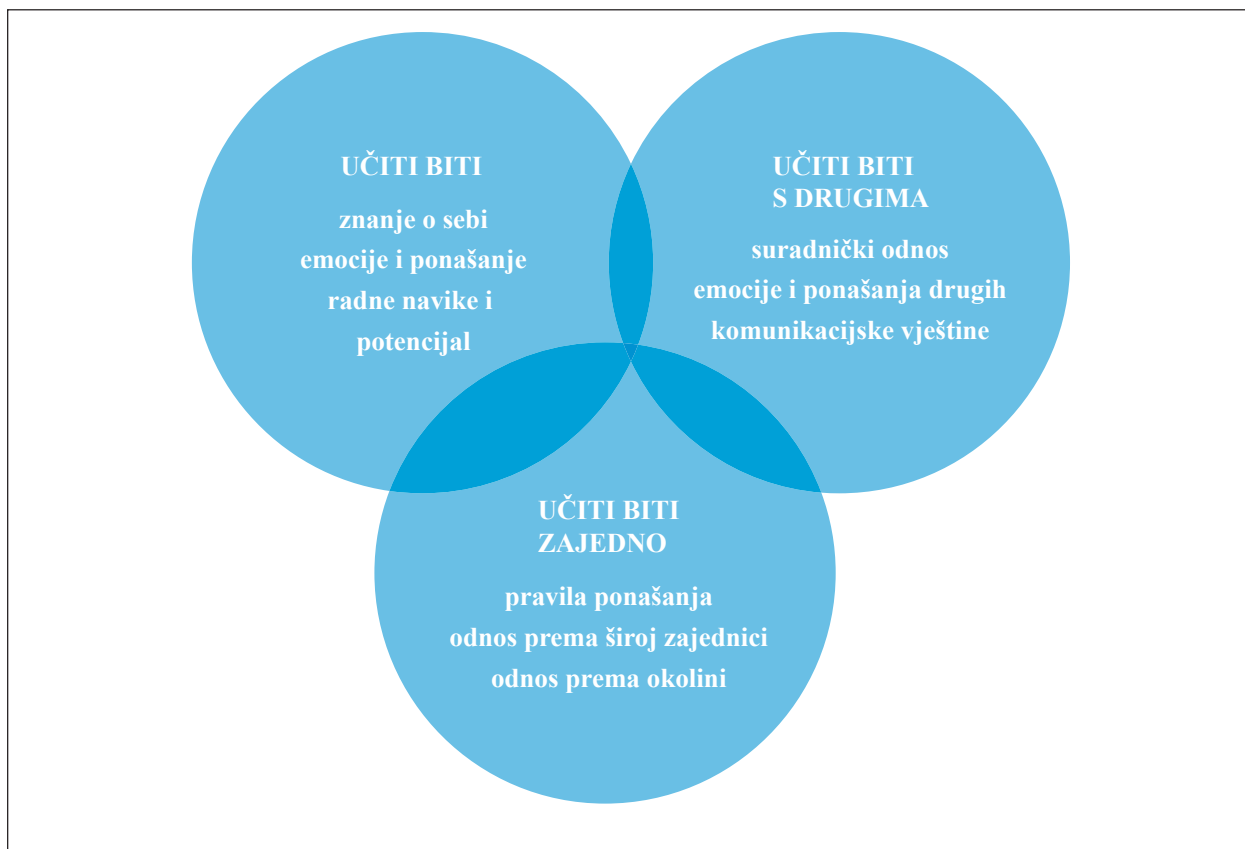 UČITI BITI
znanje o sebi
emocije i ponašanje
radne navike i
potencijal
UČITI BITI
S DRUGIMA
suradnički odnos
emocije i ponašanja drugih
komunikacijske vještine
UČITI BITI
ZAJEDNO
pravila ponašanja
odnos prema široj zajednici
odnos prema okolini